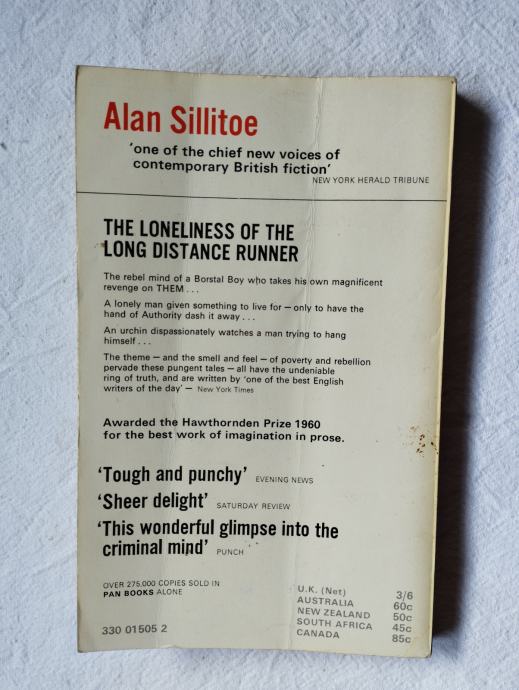 Alan Sillitoe
'one of the chief new voices of
contemporary British fiction'
NEW YORK HERALD TRIBUNE
THE LONELINESS OF THE
LONG DISTANCE RUNNER
The rebel mind of a Borstal Boy who takes his own magnificent
revenge on THEM . . .
A lonely man given something to live for — only to have the
hand of Authority dash it away . . .
An urchin dispassionately watches a man trying to hang
himself . . .
The theme — and the smell and feel — of poverty and rebellion
pervade these pungent tales — all have the undeniable
ring of truth, and are written by 'one of the best English
writers of the day' — New York Times
Awarded the Hawthornden Prize 1960
for the best work of imagination in prose.
'Tough and punchy' EVENING NEWS
'Sheer delight' SATURDAY REVIEW
'This wonderful glimpse into the
criminal mind' PUNCH
OVER 275,000 COPIES SOLD IN
PAN BOOKS ALONE
330 01505 2
U.K. (Net) 3/6
AUSTRALIA 60c
NEW ZEALAND 50c
SOUTH AFRICA 45c
CANADA 85c